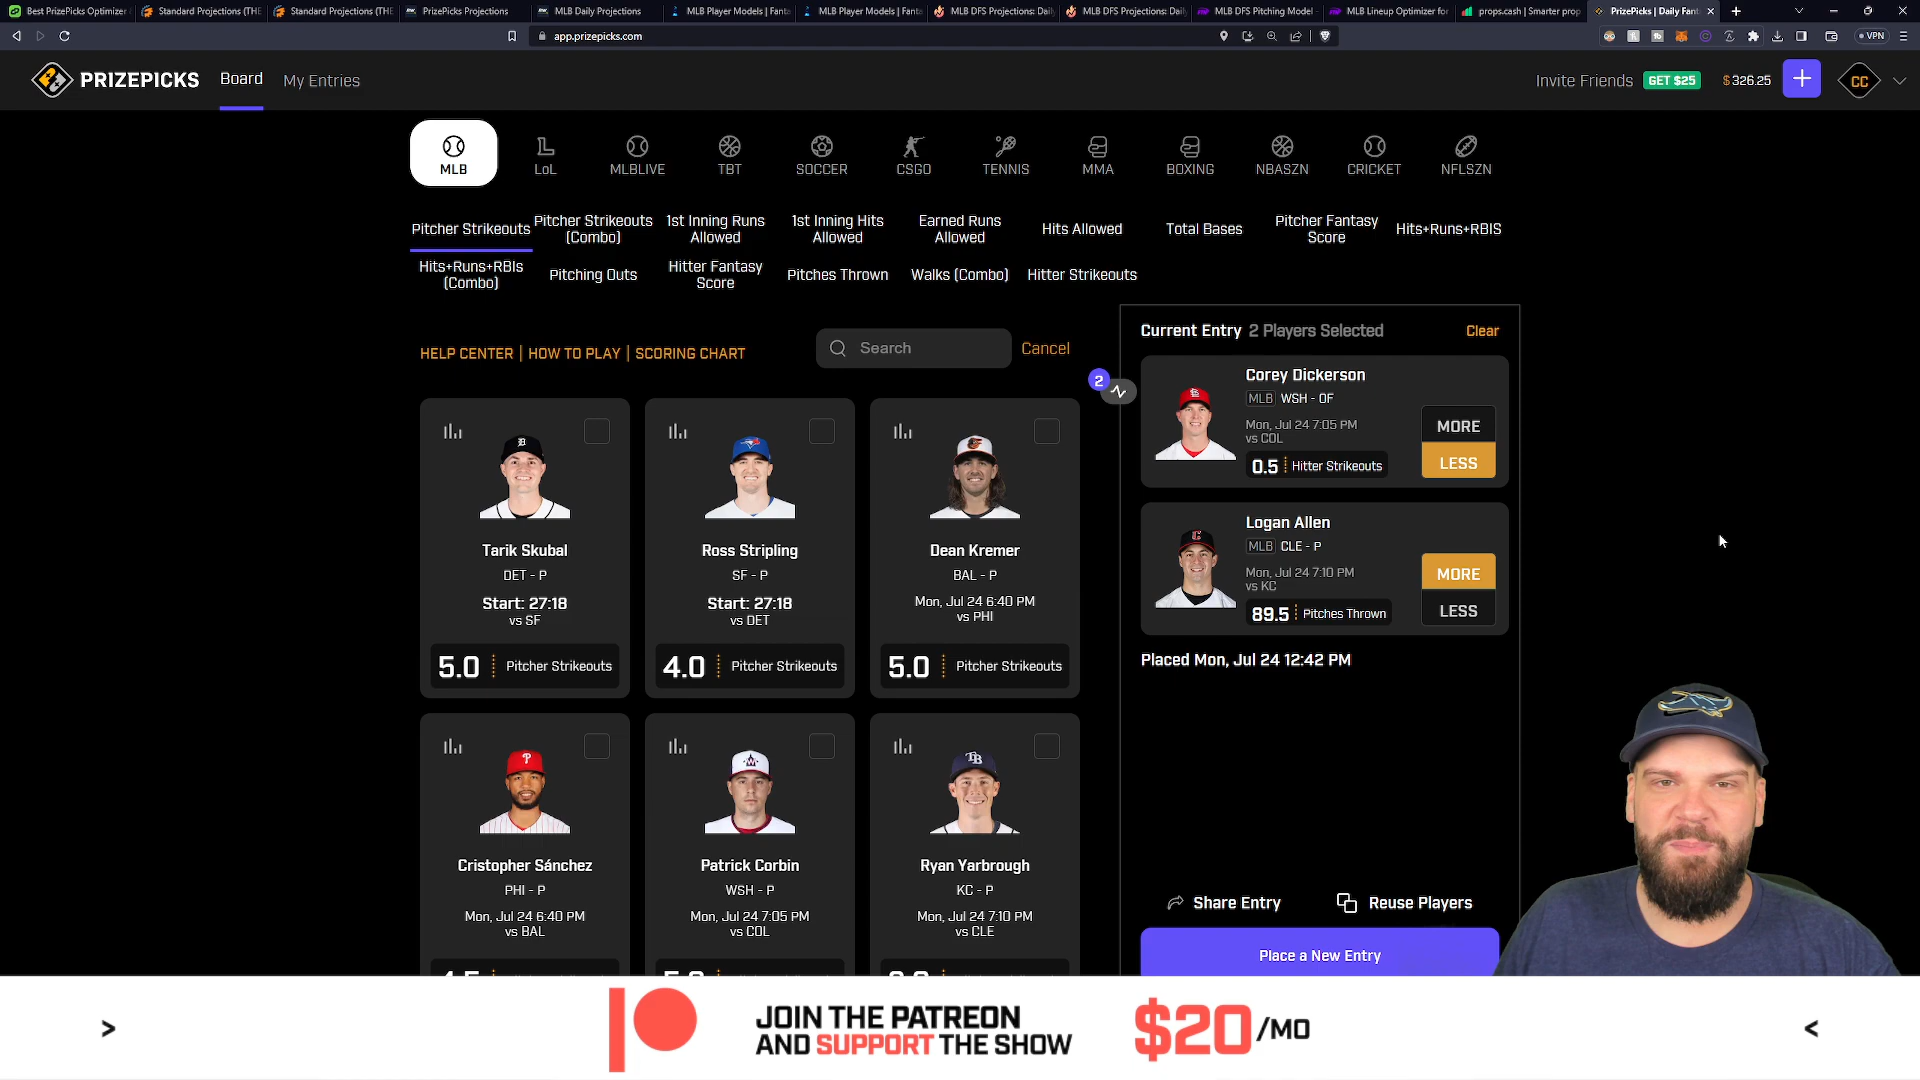 Best PrizePicks Optimizer
Standard Projections (THE
Standard Projections (THE
PrizePicks Projections
MLB Daily Projections
MLB Player Models | Fanta
MLB Player Models | Fanta
MLB DFS Projections: Dail
MLB DFS Projections: Dail
MLB DFS Pitching Model -
MLB Lineup Optimizer for
props.cash | Smarter prop
PrizePicks | Daily Fant
app.prizepicks.com
VPN
PRIZEPICKS
Board
My Entries
Invite Friends
GET $25
$326.25
CC
MLB
LoL
MLBLIVE
TBT
SOCCER
CSGO
TENNIS
MMA
BOXING
NBASZN
CRICKET
NFLSZN
Pitcher Strikeouts
Pitcher Strikeouts
(Combo)
1st Inning Runs
Allowed
1st Inning Hits
Allowed
Earned Runs
Allowed
Hits Allowed
Total Bases
Pitcher Fantasy
Score
Hits+Runs+RBIS
Hits+Runs+RBIs
(Combo)
Pitching Outs
Hitter Fantasy
Score
Pitches Thrown
Walks (Combo)
Hitter Strikeouts
HELP CENTER | HOW TO PLAY | SCORING CHART
Search
Cancel
Tarik Skubal
DET - P
Start: 27:18
vs SF
5.0 Pitcher Strikeouts
Ross Stripling
SF - P
Start: 27:18
vs DET
4.0 Pitcher Strikeouts
Dean Kremer
BAL - P
Mon, Jul 24 6:40 PM
vs PHI
5.0 Pitcher Strikeouts
Cristopher Sánchez
PHI - P
Mon, Jul 24 6:40 PM
vs BAL
Patrick Corbin
WSH - P
Mon, Jul 24 7:05 PM
vs COL
Ryan Yarbrough
KC - P
Mon, Jul 24 7:10 PM
vs CLE
2
Current Entry 2 Players Selected
Clear
Corey Dickerson
MLB WSH - OF
Mon, Jul 24 7:05 PM
vs COL
0.5 Hitter Strikeouts
MORE
LESS
Logan Allen
MLB CLE - P
Mon, Jul 24 7:10 PM
vs KC
89.5 Pitches Thrown
MORE
LESS
Placed Mon, Jul 24 12:42 PM
Share Entry
Reuse Players
Place a New Entry
>
JOIN THE PATREON
AND SUPPORT THE SHOW
$20/MO
<